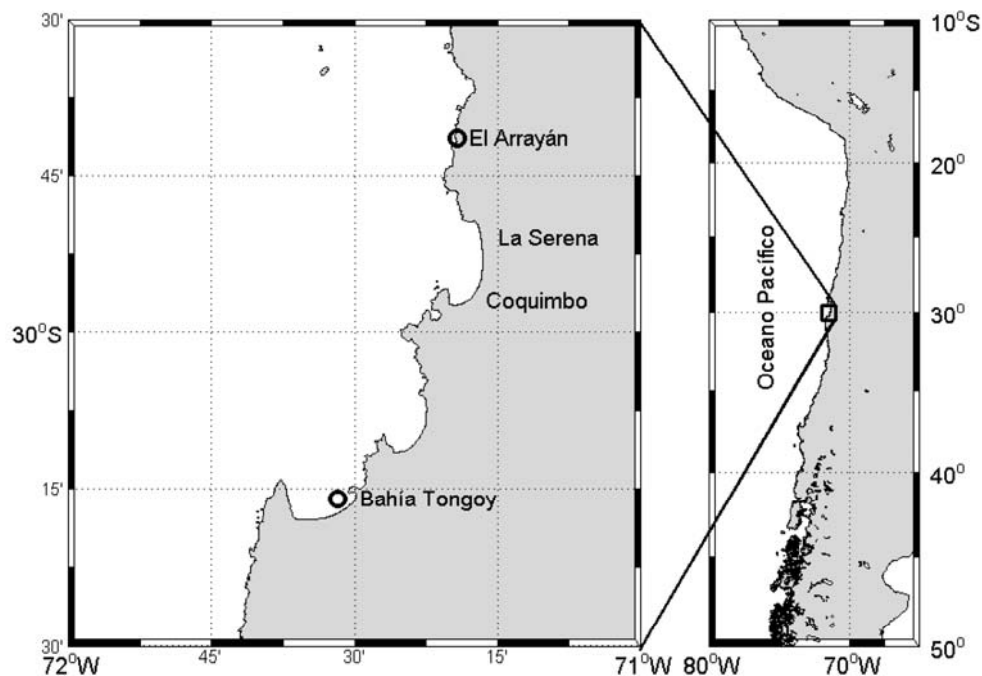 30'
El Arrayán
45'
La Serena
Coquimbo
30°S
15'
Bahía Tongoy
30'
72°W
45'
30'
15'
71°W
10°S
20°
Oceano Pacífico
30°
40°
50°
80°W
70°W